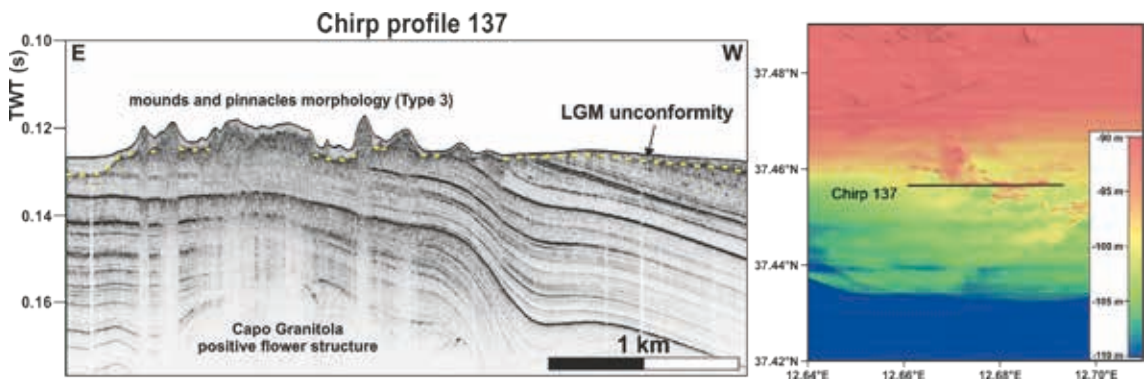 Chirp profile 137
TWT (s)
0.10
0.12
0.14
0.16
E
W
mounds and pinnacles morphology (Type 3)
LGM unconformity
Capo Granitola
positive flower structure
1 km
37.48°N
37.46°N
37.44°N
37.42°N
Chirp 137
-90 m
-95 m
-100 m
-105 m
-110 m
12.64°E
12.66°E
12.68°E
12.70°E